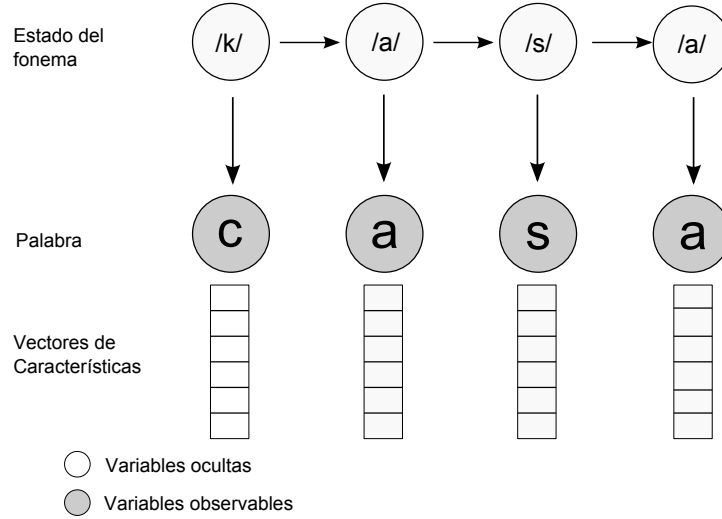 Estado del
fonema
/k/ /a/ /s/ /a/
Palabra
c a s a
Vectores de
Características
Variables ocultas
Variables observables